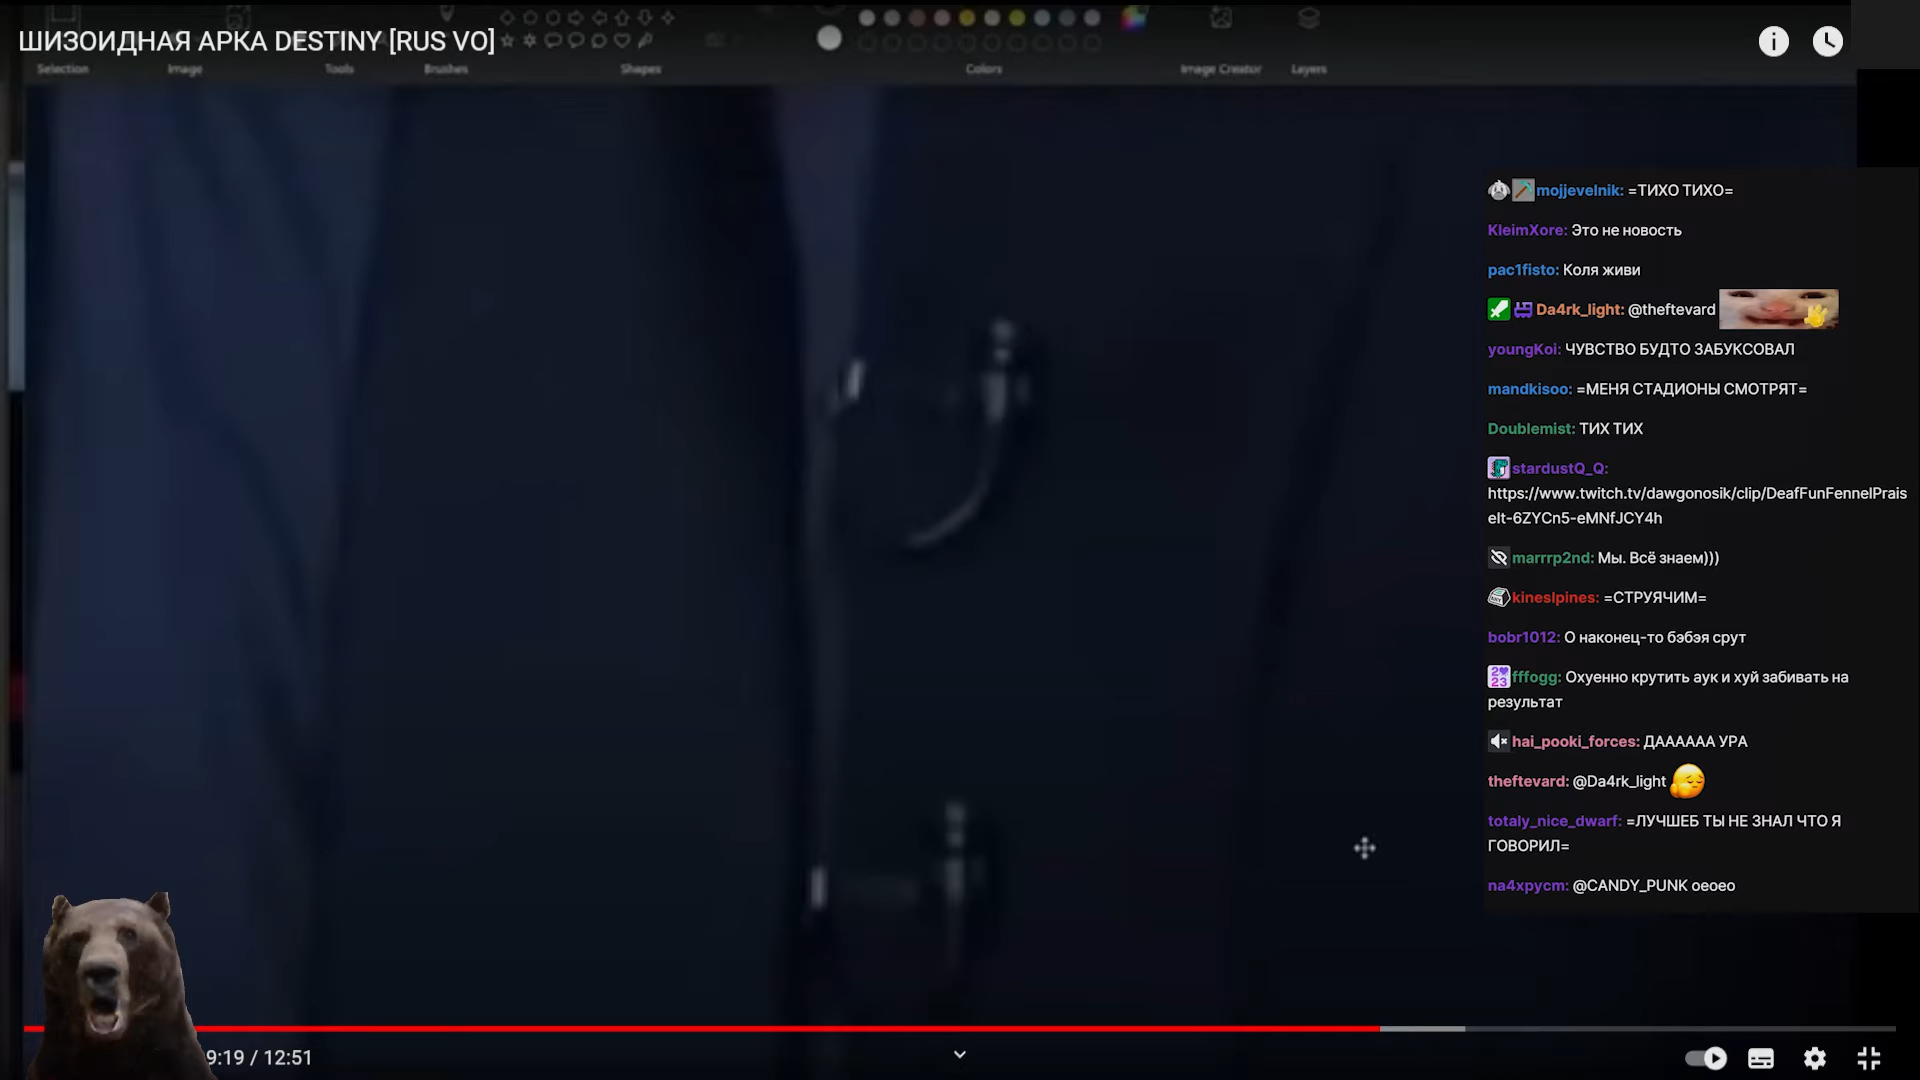 ШИЗОИДНАЯ АРКА DESTINY [RUS VO]
Selection
Image
Tools
Brushes
Shapes
Colors
Image Creator
Layers
mojjevelnik: =ТИХО ТИХО=
KleimXore: Это не новость
pac1fisto: Коля живи
Da4rk_light: @theftevard
youngKoi: ЧУВСТВО БУДТО ЗАБУКСОВАЛ
mandkisoo: =МЕНЯ СТАДИОНЫ СМОТРЯТ=
Doublemist: ТИХ ТИХ
stardustQ_Q:
https://www.twitch.tv/dawgonosik/clip/DeafFunFennelPrais
eIt-6ZYCn5-eMNfJCY4h
marrrp2nd: Мы. Всё знаем)))
kineslpines: =СТРУЯЧИМ=
bobr1012: О наконец-то бэбэя срут
fffogg: Охуенно крутить аук и хуй забивать на
результат
hai_pooki_forces: ДАААААА УРА
theftevard: @Da4rk_light
totaly_nice_dwarf: =ЛУЧШЕБ ТЫ НЕ ЗНАЛ ЧТО Я
ГОВОРИЛ=
na4xpycm: @CANDY_PUNK oeoeo
9:19 / 12:51